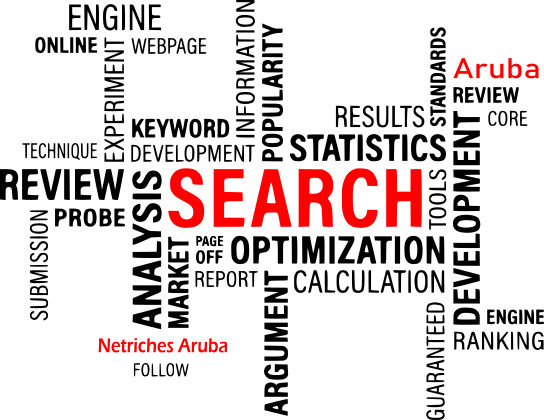 ENGINE
ONLINE
WEBPAGE
EXPERIMENT
INFORMATION
POPULARITY
STANDARDS
Aruba
REVIEW
CORE
KEYWORD
RESULTS
TECHNIQUE
DEVELOPMENT
STATISTICS
DEVELOPMENT
REVIEW
ANALYSIS
SEARCH
TOOLS
SUBMISSION
PROBE
MARKET
PAGE
OFF
OPTIMIZATION
REPORT
CALCULATION
ARGUMENT
GUARANTEED
ENGINE
RANKING
Netriches Aruba
FOLLOW